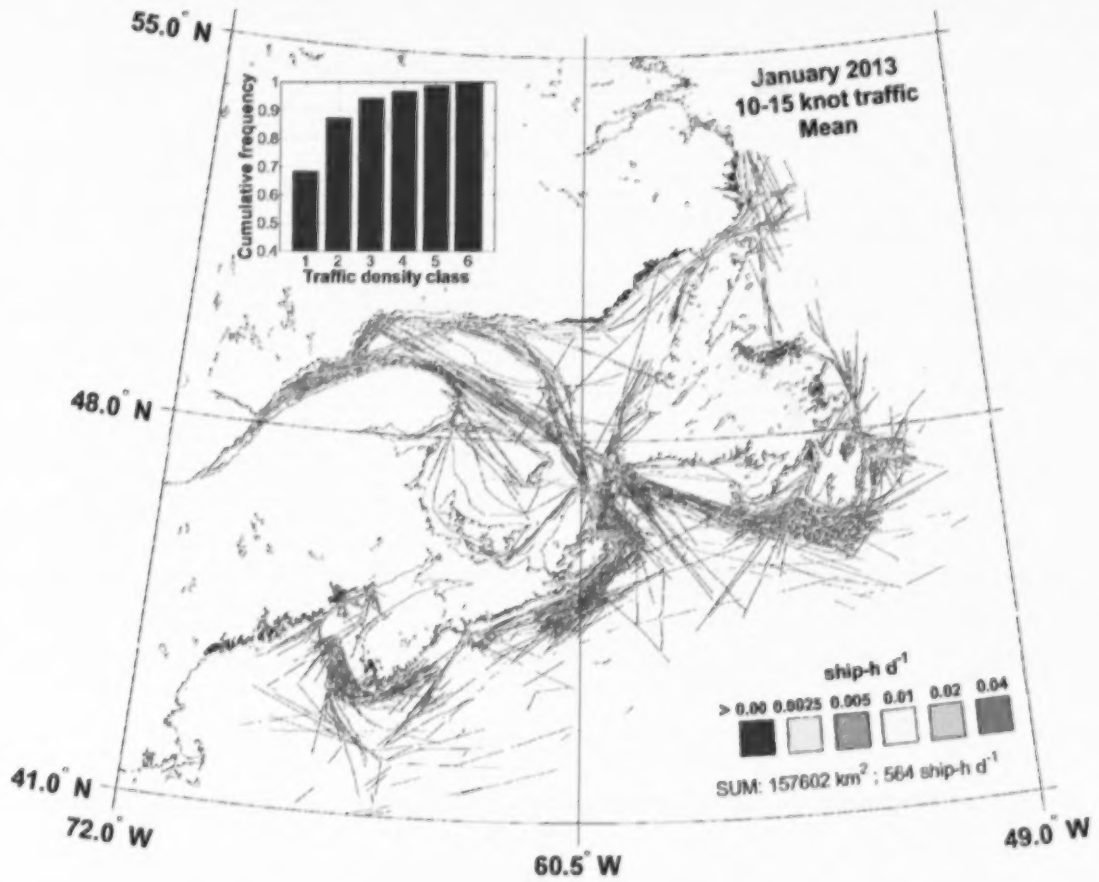 55.0° N
January 2013
10-15 knot traffic
Mean
Cumulative frequency
1
0.9
0.8
0.7
0.6
0.5
0.4
1 2 3 4 5 6
Traffic density class
48.0° N
ship-h d⁻¹
> 0.00 0.0025 0.005 0.01 0.02 0.04
SUM: 157602 km² ; 564 ship-h d⁻¹
41.0° N
72.0° W
60.5° W
49.0° W